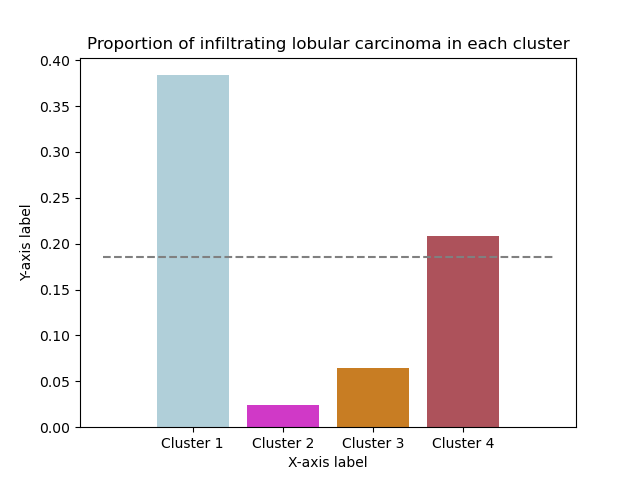 Proportion of infiltrating lobular carcinoma in each cluster
0.40
0.35
0.30
0.25
0.20
0.15
0.10
0.05
0.00
Y-axis label
Cluster 1 Cluster 2 Cluster 3 Cluster 4
X-axis label